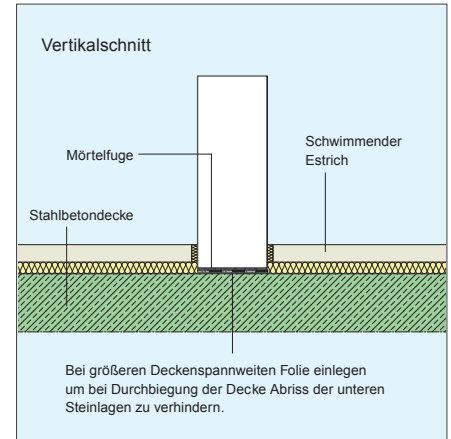 Vertikalschnitt
Mörtelfuge
Schwimmender
Estrich
Stahlbetondecke
Bei größeren Deckenspannweiten Folie einlegen
um bei Durchbiegung der Decke Abriss der unteren
Steinlagen zu verhindern.